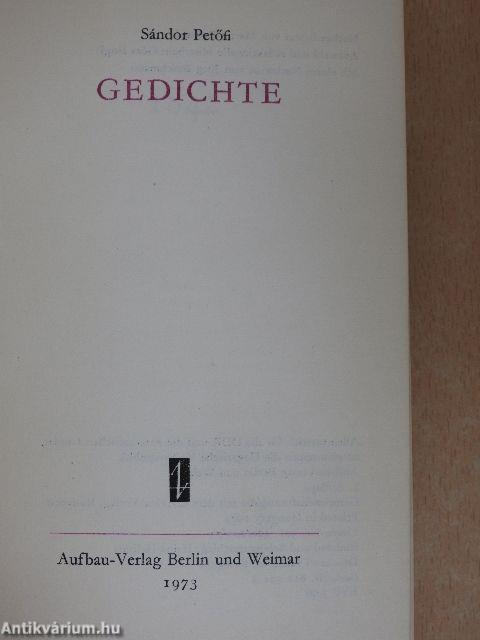 Sándor Petőfi
GEDICHTE
Aufbau-Verlag Berlin und Weimar
1973
Antikvárium.hu